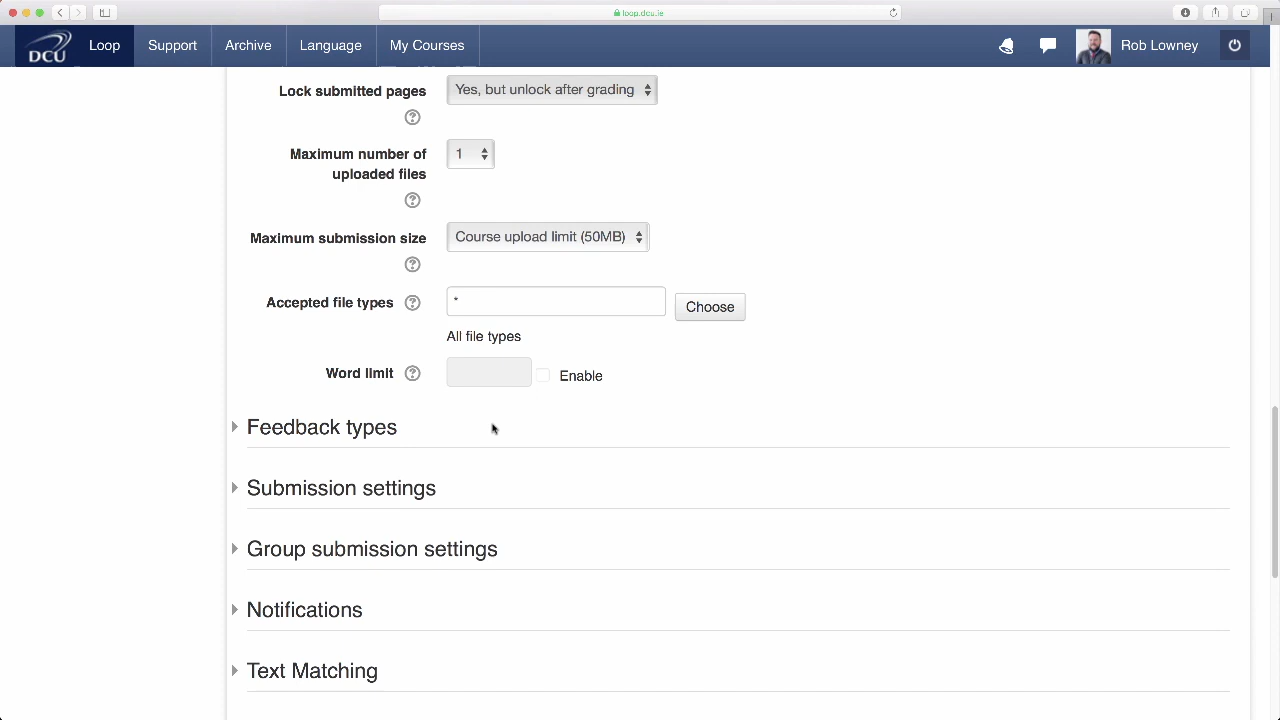 loop.dcu.ie
DCU Loop Support Archive Language My Courses Rob Lowney
Lock submitted pages Yes, but unlock after grading
Maximum number of 1
uploaded files
Maximum submission size Course upload limit (50MB)
Accepted file types * Choose
All file types
Word limit Enable
Feedback types
Submission settings
Group submission settings
Notifications
Text Matching